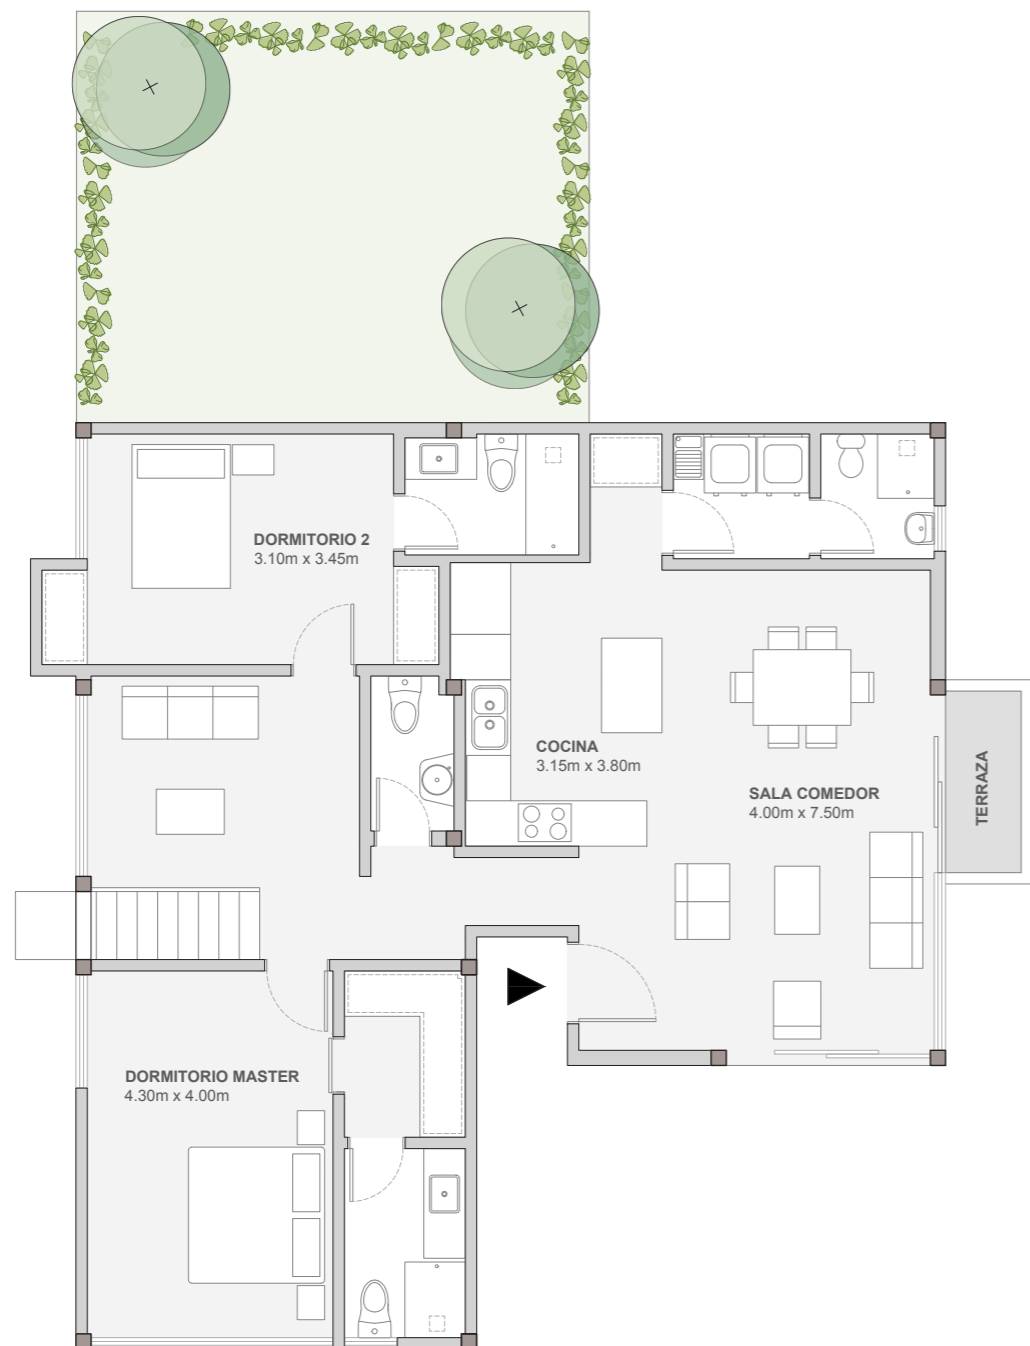 DORMITORIO 2
3.10m x 3.45m
COCINA
3.15m x 3.80m
SALA COMEDOR
4.00m x 7.50m
TERRAZA
DORMITORIO MASTER
4.30m x 4.00m